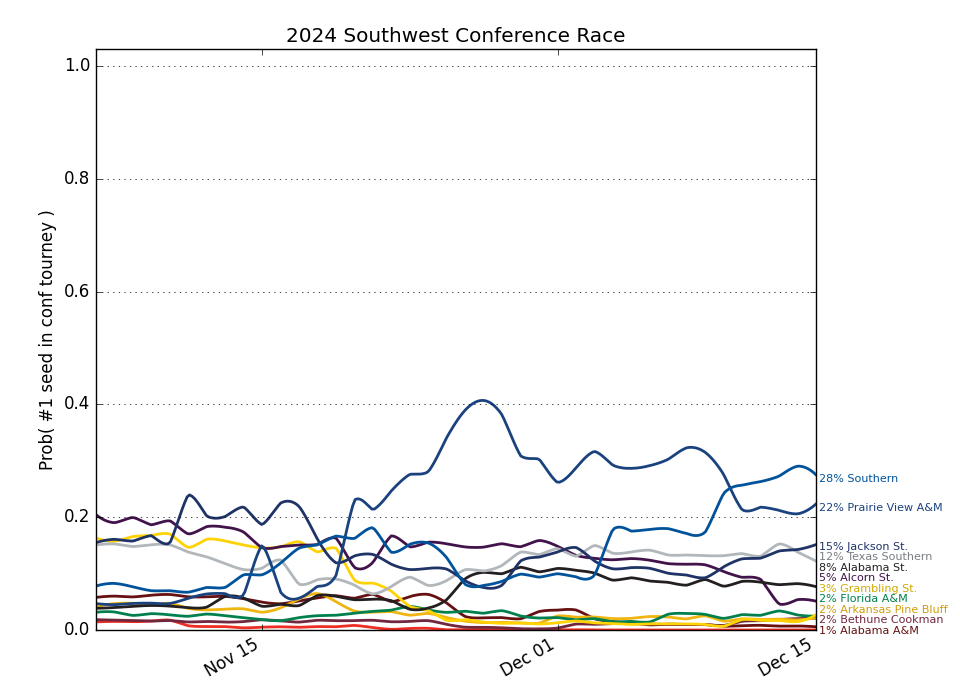 2024 Southwest Conference Race
Prob( #1 seed in conf tourney )
1.0
0.8
0.6
0.4
0.2
0.0
Nov 15
Dec 01
Dec 15
28% Southern
22% Prairie View A&M
15% Jackson St.
12% Texas Southern
8% Alabama St.
5% Alcorn St.
3% Grambling St.
2% Florida A&M
2% Arkansas Pine Bluff
2% Bethune Cookman
1% Alabama A&M